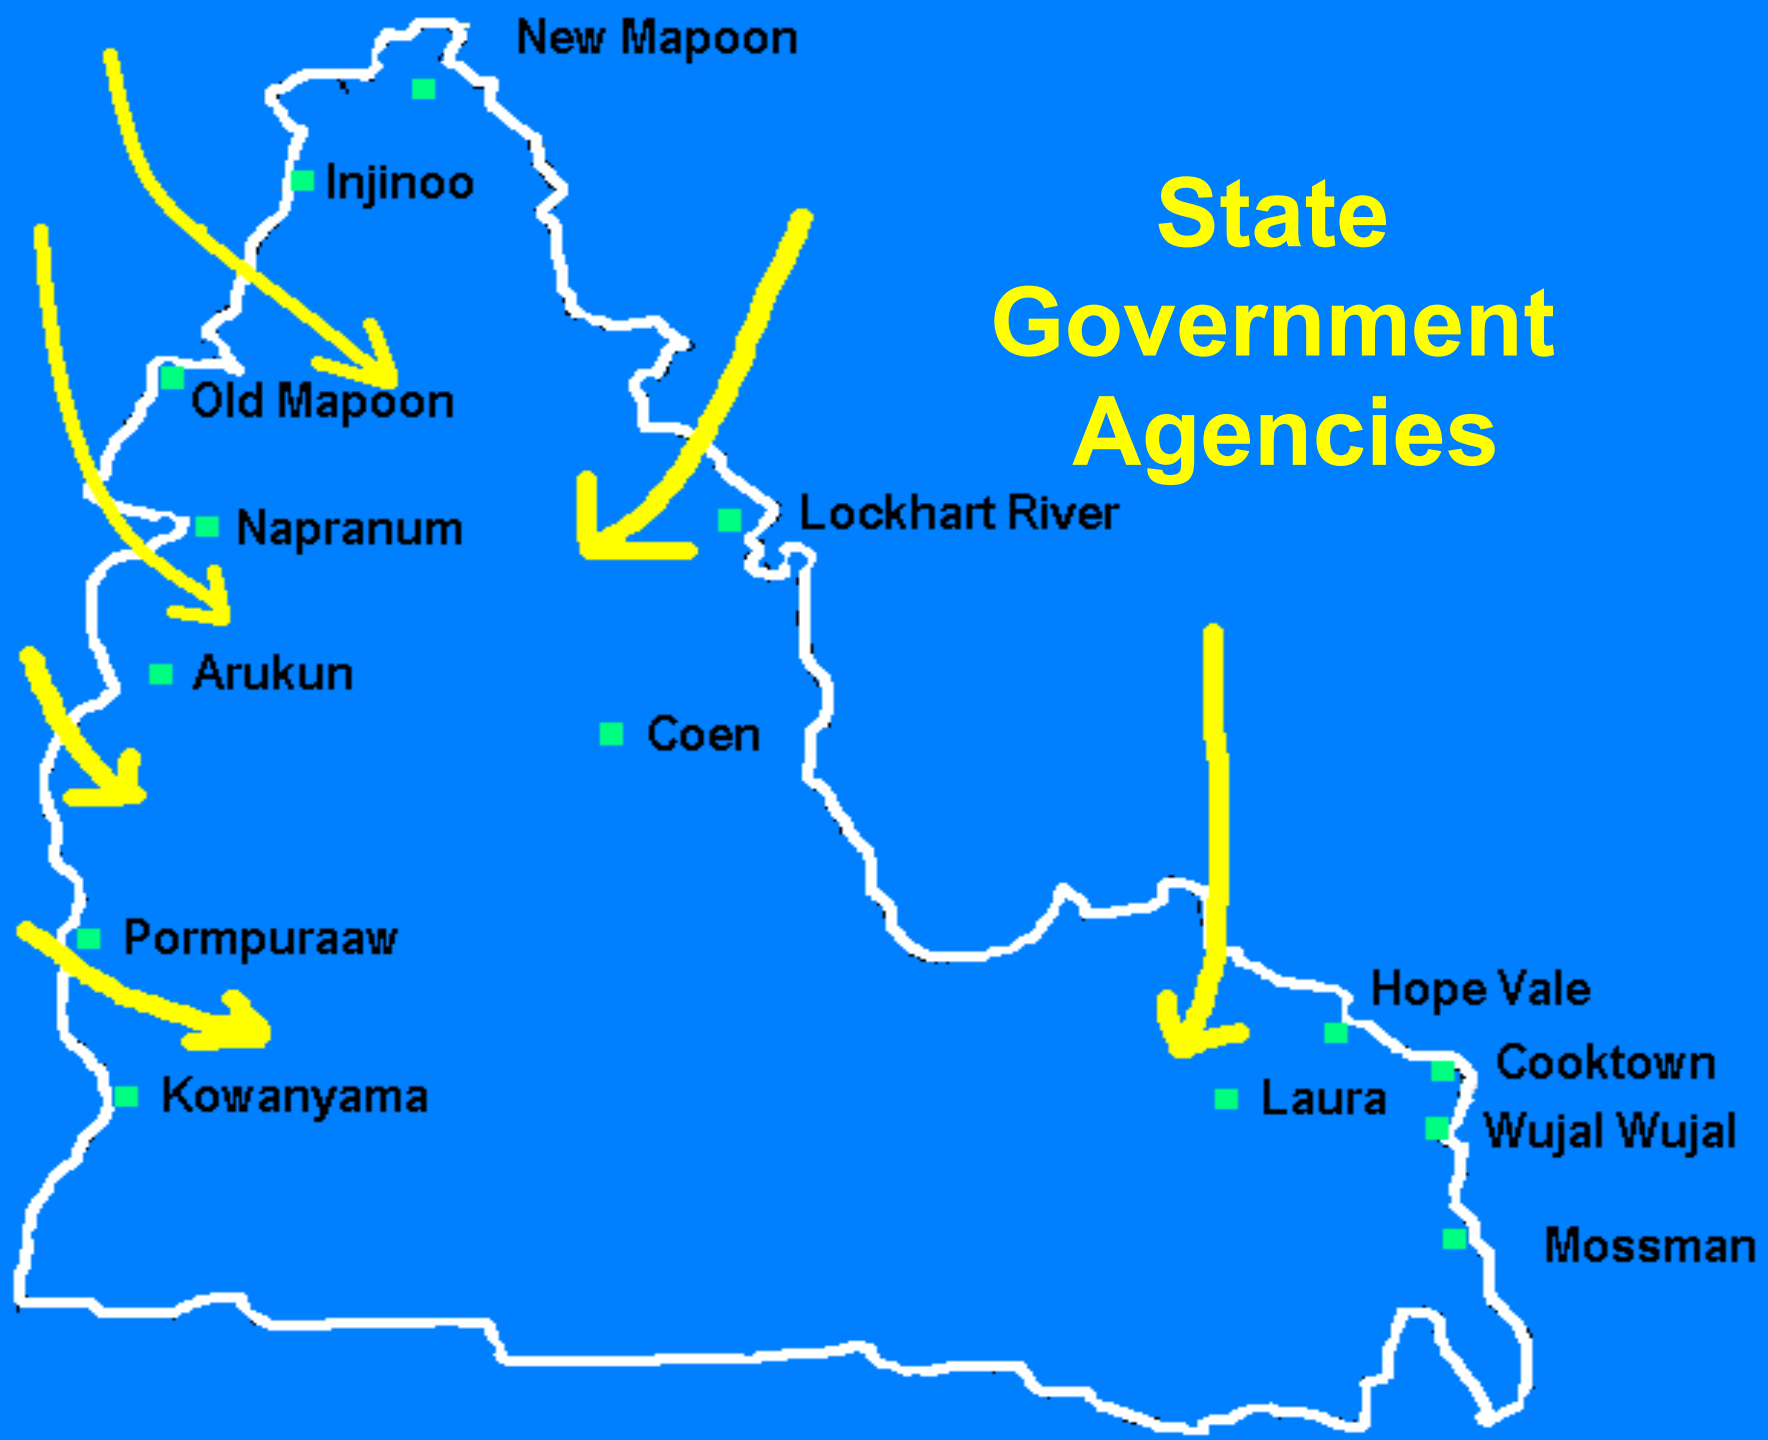 New Mapoon
Injinoo
State
Government
Agencies
Old Mapoon
Lockhart River
Napranum
Arukun
Coen
Pormpuraaw
Hope Vale
Cooktown
Kowanyama
Laura
Wujal Wujal
Mossman